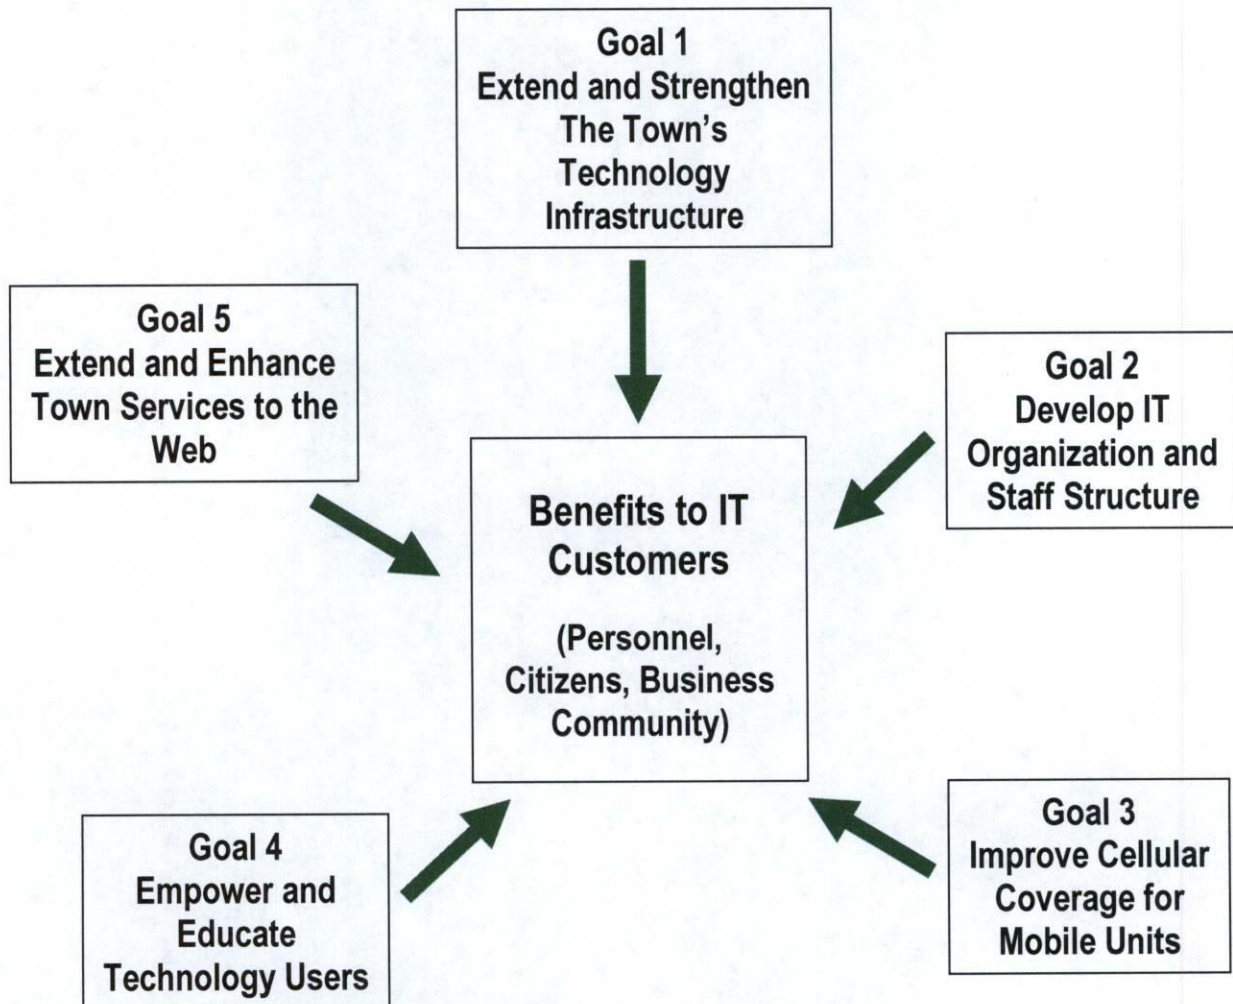 Goal 1
Extend and Strengthen
The Town's
Technology
Infrastructure
Goal 5
Extend and Enhance
Town Services to the
Web
Goal 2
Develop IT
Organization and
Staff Structure
Benefits to IT
Customers
(Personnel,
Citizens, Business
Community)
Goal 4
Empower and
Educate
Technology Users
Goal 3
Improve Cellular
Coverage for
Mobile Units